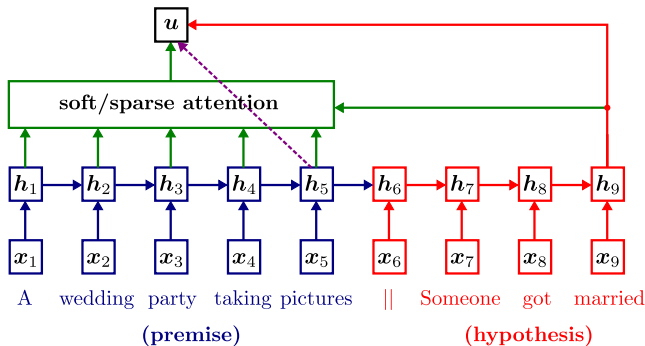 u
soft/sparse attention
h1 h2 h3 h4 h5 h6 h7 h8 h9
x1 x2 x3 x4 x5 x6 x7 x8 x9
A wedding party taking pictures || Someone got married
(premise) (hypothesis)